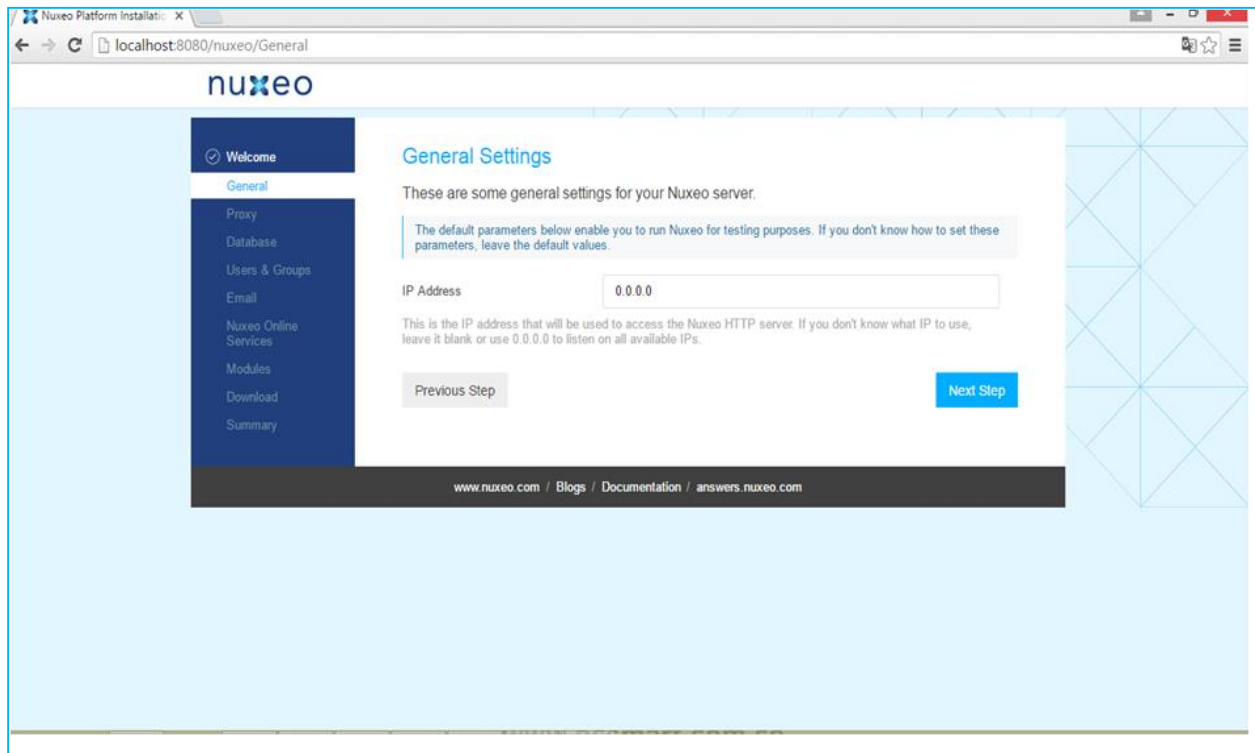 Nuxeo Platform Installatic
localhost:8080/nuxeo/General
nuxeo
Welcome
General
Proxy
Database
Users & Groups
Email
Nuxeo Online
Services
Modules
Download
Summary
General Settings
These are some general settings for your Nuxeo server.
The default parameters below enable you to run Nuxeo for testing purposes. If you don't know how to set these
parameters, leave the default values.
IP Address
0.0.0.0
This is the IP address that will be used to access the Nuxeo HTTP server. If you don't know what IP to use,
leave it blank or use 0.0.0.0 to listen on all available IPs.
Previous Step
Next Step
www.nuxeo.com / Blogs / Documentation / answers.nuxeo.com